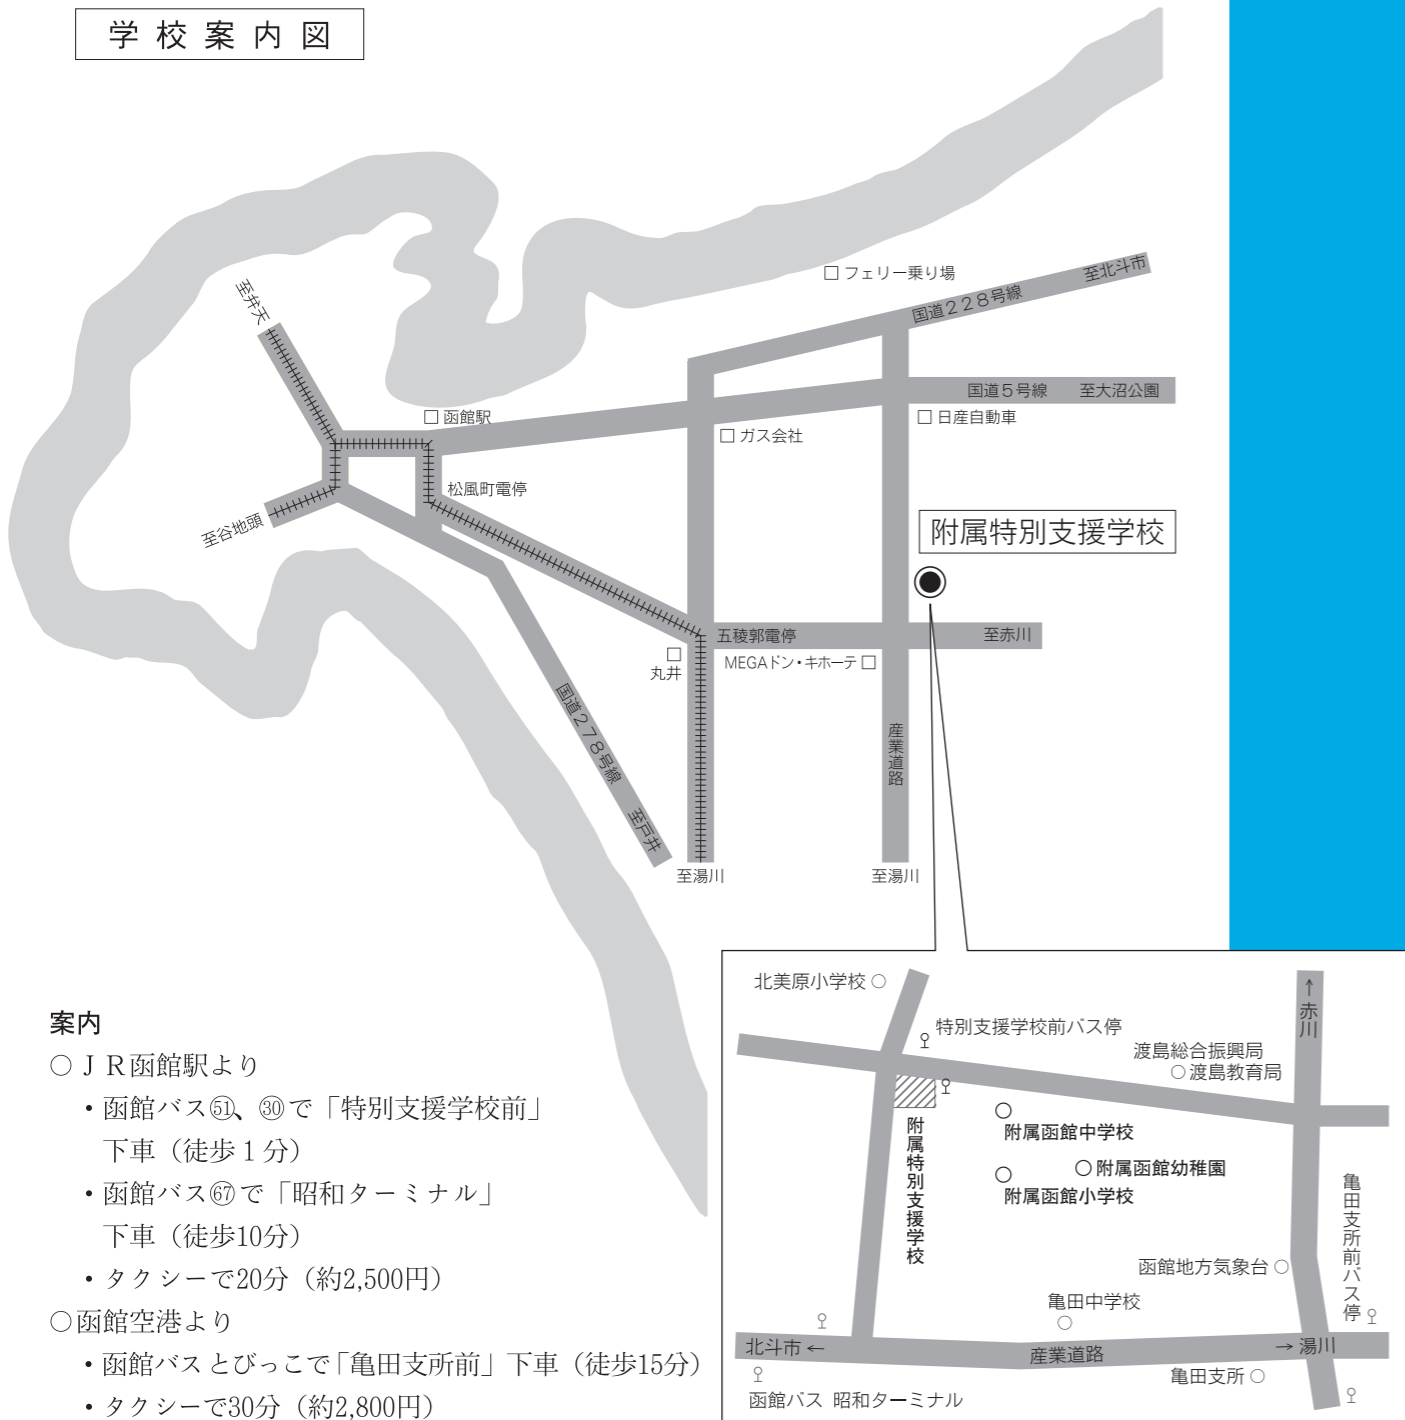 学校案内図
フェリー乗り場
至北斗市
国道２２８号線
至井天
国道５号線 至大沼公園
函館駅
日産自動車
ガス会社
松風町電停
至谷地頭
附属特別支援学校
五稜郭電停
至赤川
丸井
MEGAドン・キホーテ
国道２７８号線
至戸井
産業道路
至湯川
至湯川
案内
○ＪＲ函館駅より
・函館バス㊿、㉚で「特別支援学校前」
下車（徒歩１分）
・函館バス67で「昭和ターミナル」
下車（徒歩10分）
・タクシーで20分（約2,500円）
○函館空港より
・函館バスとびっこで「亀田支所前」下車（徒歩15分）
・タクシーで30分（約2,800円）
北美原小学校○
特別支援学校前バス停
↑赤川
渡島総合振興局
○渡島教育局
附属特別支援学校
附属函館中学校
○附属函館幼稚園
附属函館小学校
亀田支所前バス停
函館地方気象台○
亀田中学校
北斗市←
産業道路
→湯川
亀田支所○
函館バス 昭和ターミナル